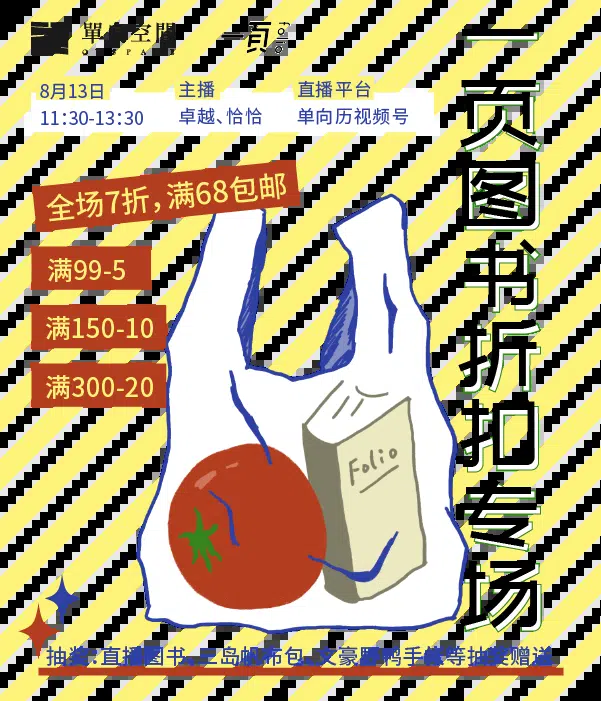 單向空間
一頁
8月13日
11:30-13:30
主播
卓越、恰恰
直播平台
单向历视频号
一页图书折扣专场
全场7折，满68包邮
满99-5
满150-10
满300-20
Folio
抽奖：直播图书、三岛帆布包、文豪野鸭手帐等抽奖赠送